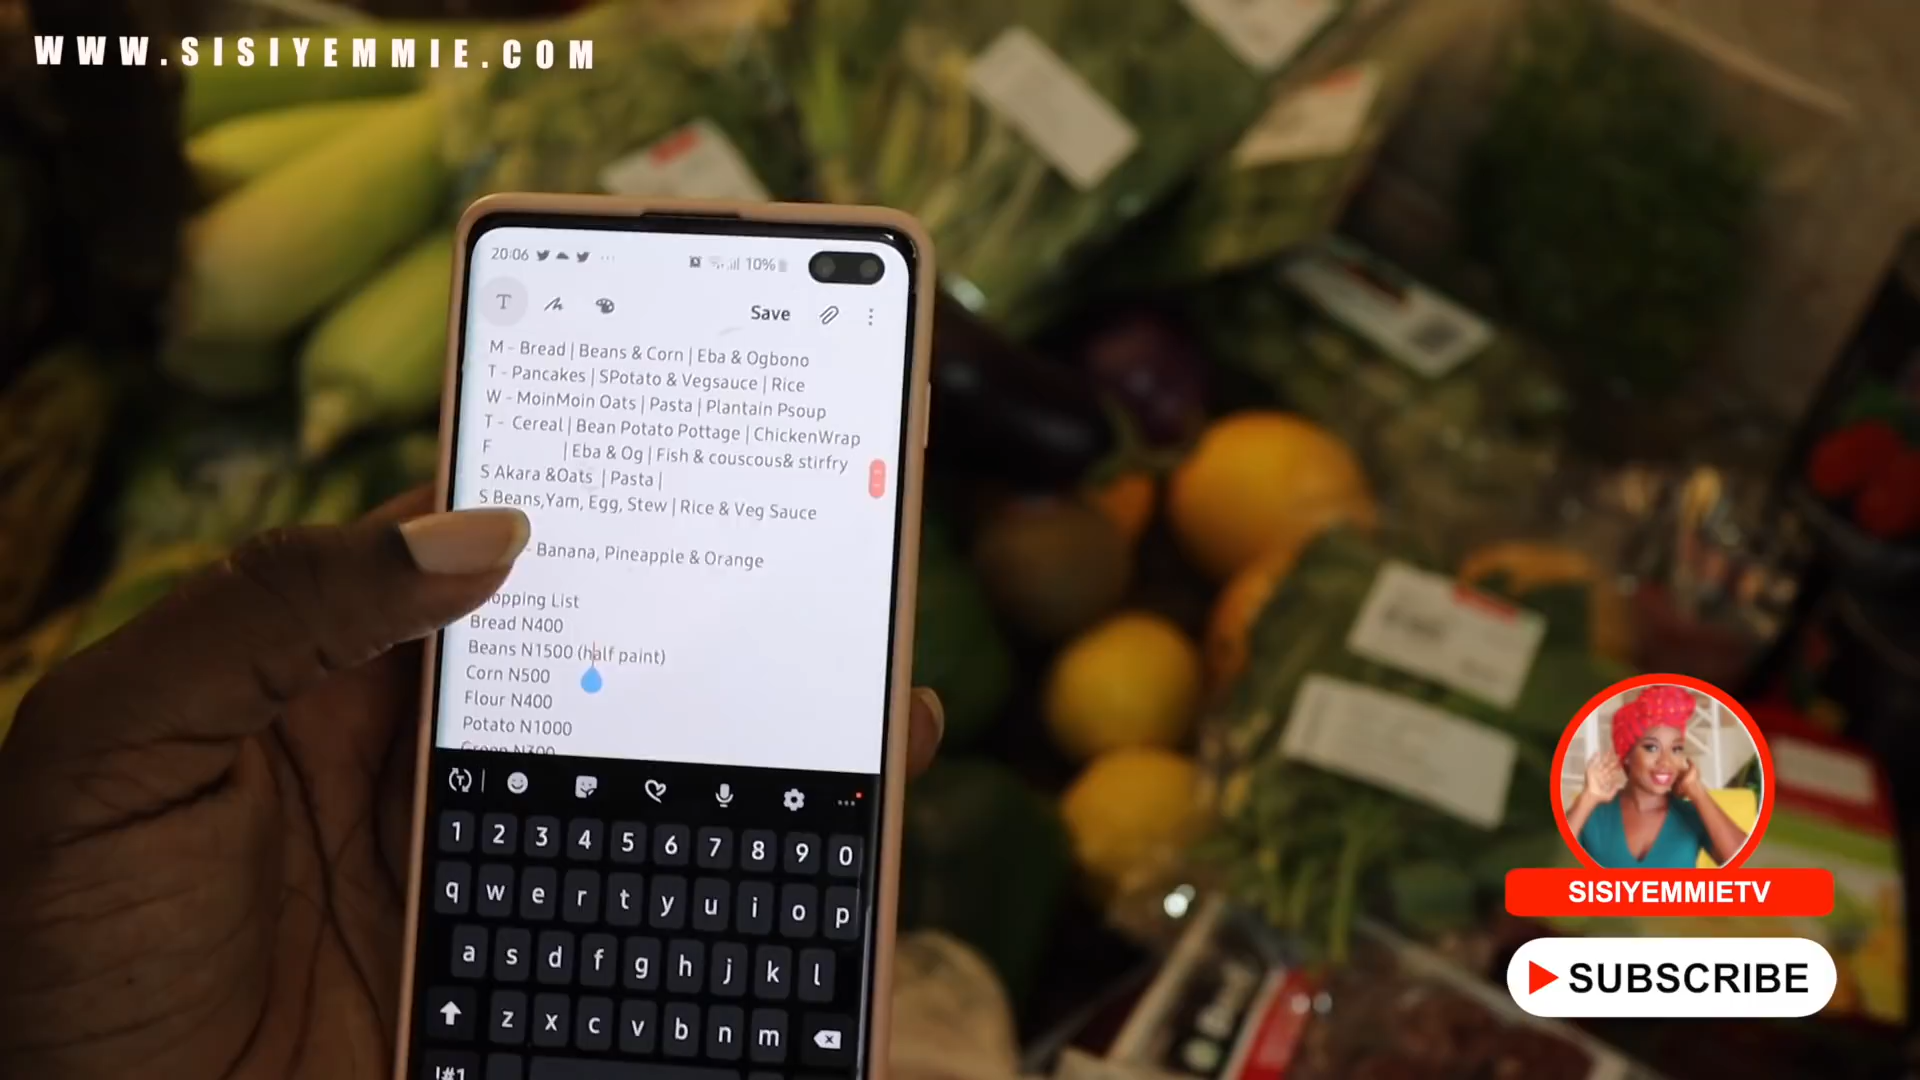 WWW.SISIYEMMIE.COM
20:06
10%
T
Save
M - Bread | Beans & Corn | Eba & Ogbono
T - Pancakes | SPotato & Vegsauce | Rice
W - MoinMoin Oats | Pasta | Plantain Psoup
T - Cereal | Bean Potato Pottage | ChickenWrap
F | Eba & Og | Fish & couscous& stirfry
S Akara &Oats | Pasta |
S Beans,Yam, Egg, Stew | Rice & Veg Sauce
- Banana, Pineapple & Orange
opping List
Bread N400
Beans N1500 (half paint)
Corn N500
Flour N400
Potato N1000
Green N300
1 2 3 4 5 6 7 8 9 0
q w e r t y u i o p
a s d f g h j k l
z x c v b n m
!#1
SISIYEMMIETV
SUBSCRIBE